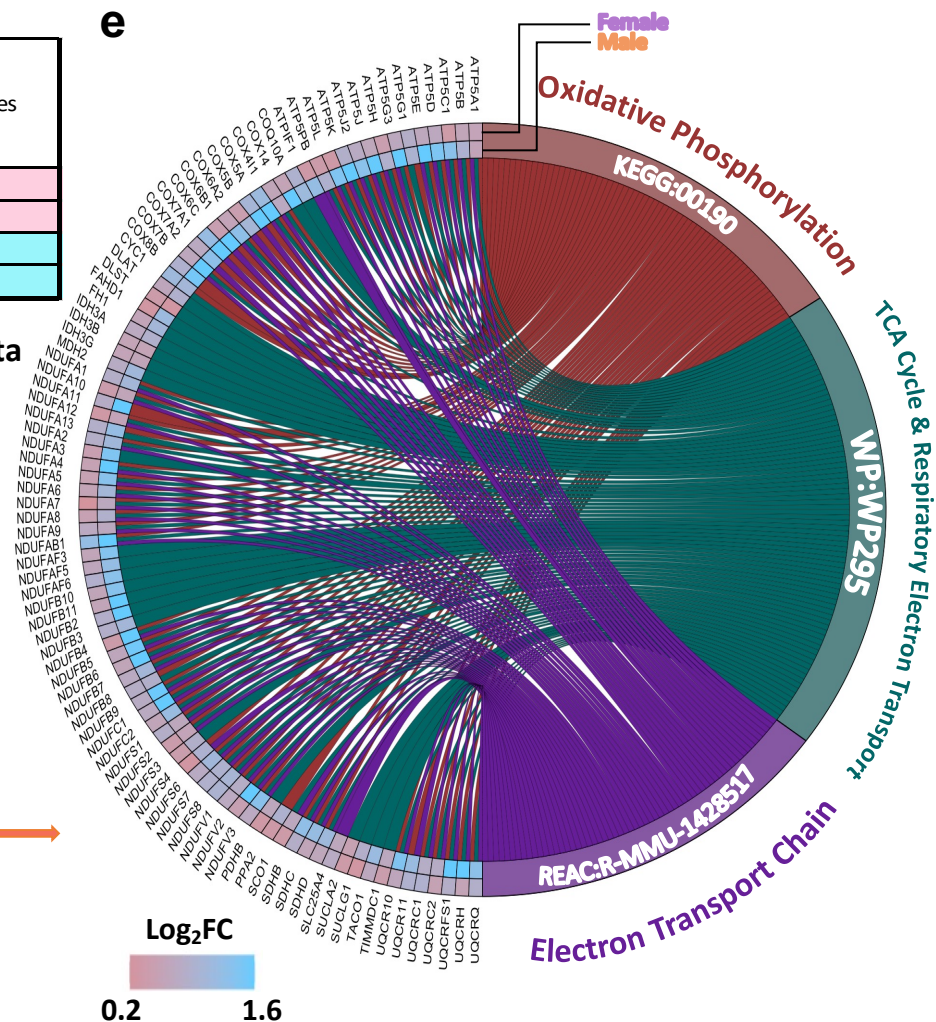 e
Female
Male
es
ta
Oxidative Phosphorylation
KEGG:00190
TCA Cycle & Respiratory Electron Transport
WP:WP295
Electron Transport Chain
REAC:R-MMU-1428517
ATP5A1
ATP5B
ATP5C1
ATP5D
ATP5E
ATP5G1
ATP5G3
ATP5H
ATP5J
ATP5J2
ATP5K
ATP5L
ATP5PB
ATPIF1
COQ10A
COX14
COX4I1
COX5A
COX5B
COX6A2
COX6B1
COX6C
COX7A1
COX7A2
COX7B
COX8B
CYC1
DLAT
DLST
FAHD1
FH1
IDH3A
IDH3B
IDH3G
MDH2
NDUFA1
NDUFA10
NDUFA11
NDUFA12
NDUFA13
NDUFA2
NDUFA3
NDUFA4
NDUFA5
NDUFA6
NDUFA7
NDUFA8
NDUFA9
NDUFAB1
NDUFAF3
NDUFAF5
NDUFAF6
NDUFB10
NDUFB11
NDUFB2
NDUFB3
NDUFB4
NDUFB5
NDUFB6
NDUFB7
NDUFB8
NDUFB9
NDUFC1
NDUFC2
NDUFS1
NDUFS2
NDUFS3
NDUFS4
NDUFS6
NDUFS7
NDUFS8
NDUFV1
NDUFV2
NDUFV3
PDHB
PPA2
SCO1
SDHB
SDHC
SDHD
SLC25A4
SUCLA2
SUCLG1
TACO1
TIMMDC1
UQCR10
UQCR11
UQCRC1
UQCRC2
UQCRFS1
UQCRH
UQCRQ
Log₂FC
0.2 1.6